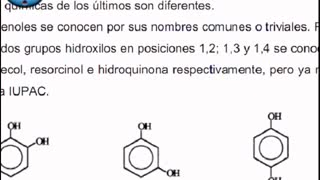 químicas de los últimos son diferentes.
enoles se conocen por sus nombres comunes o triviales.
dos grupos hidroxilos en posiciones 1,2; 1,3 y 1,4 se cono
ecol, resorcinol e hidroquinona respectivamente, pero ya n
a IUPAC.
OH OH OH
OH OH OH